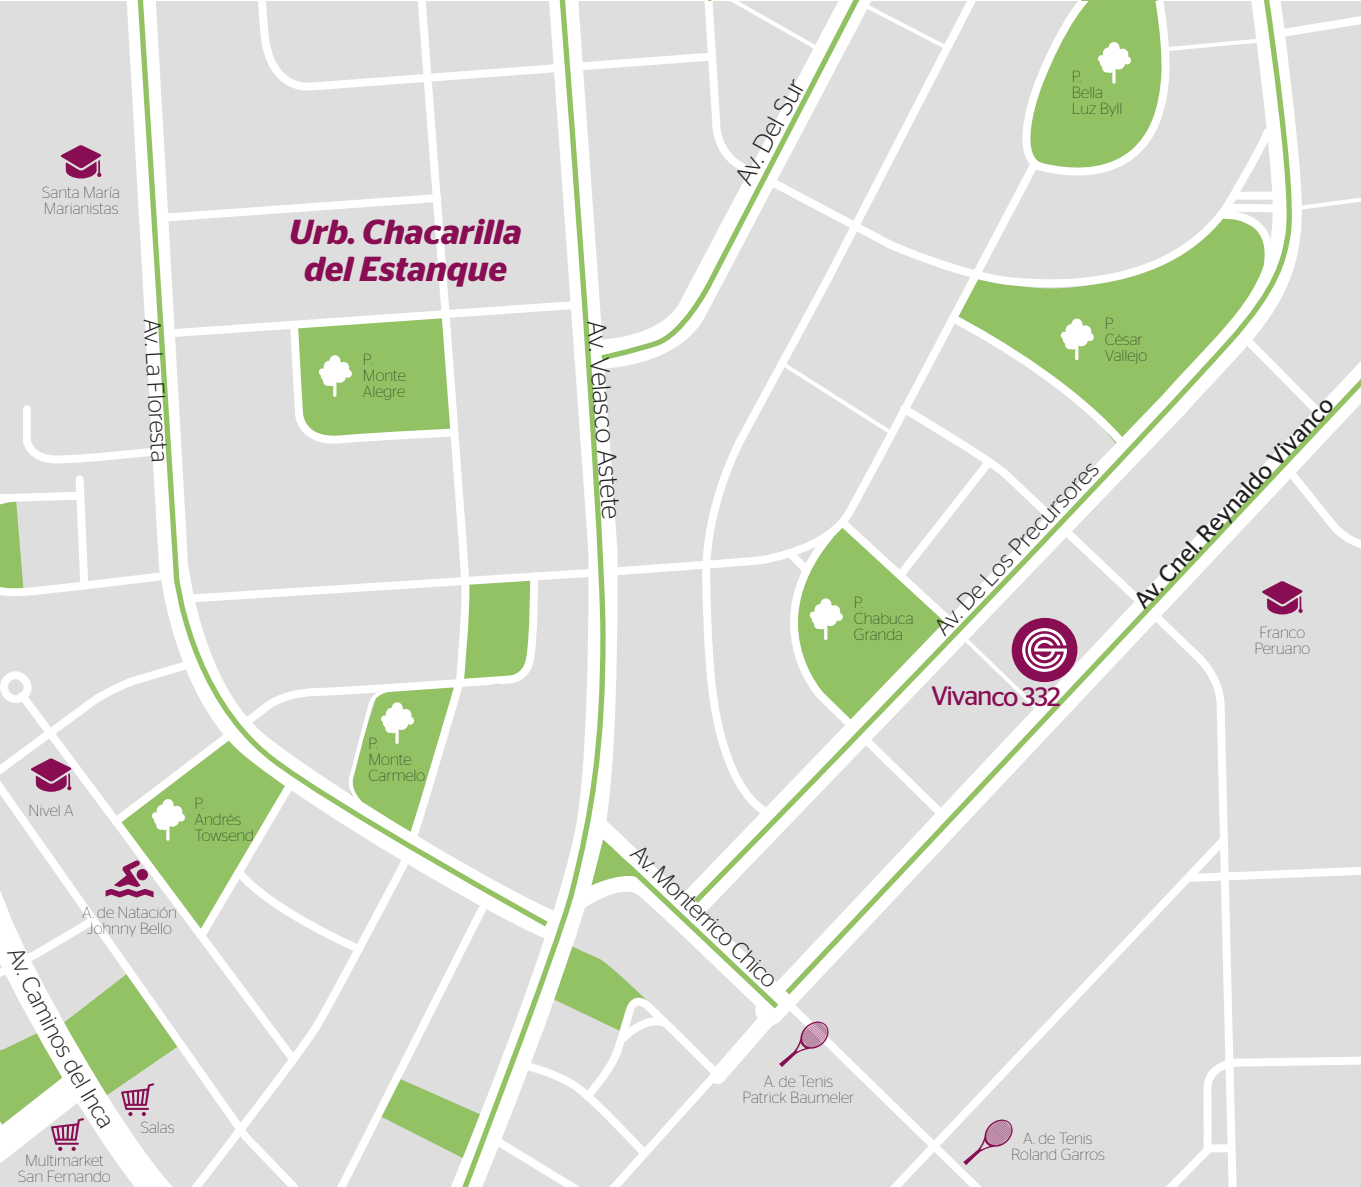 P.
Bella
Luz Byll
Av. Del Sur
Santa María
Marianistas
Urb. Chacarilla
del Estanque
Av. La Floresta
Av. Velasco Astete
P.
César
Vallejo
P.
Monte
Alegre
Av. De Los Precursores
Av. Cnel. Reynaldo Vivanco
P.
Chabuca
Granda
Franco
Peruano
Vivanco 332
P.
Monte
Carmelo
Nivel A
P.
Andrés
Towsend
Av. Monterrico Chico
A. de Natación
Johnny Bello
Av. Caminos del Inca
A. de Tenis
Patrick Baumeler
Salas
A. de Tenis
Roland Garros
Multimarket
San Fernando